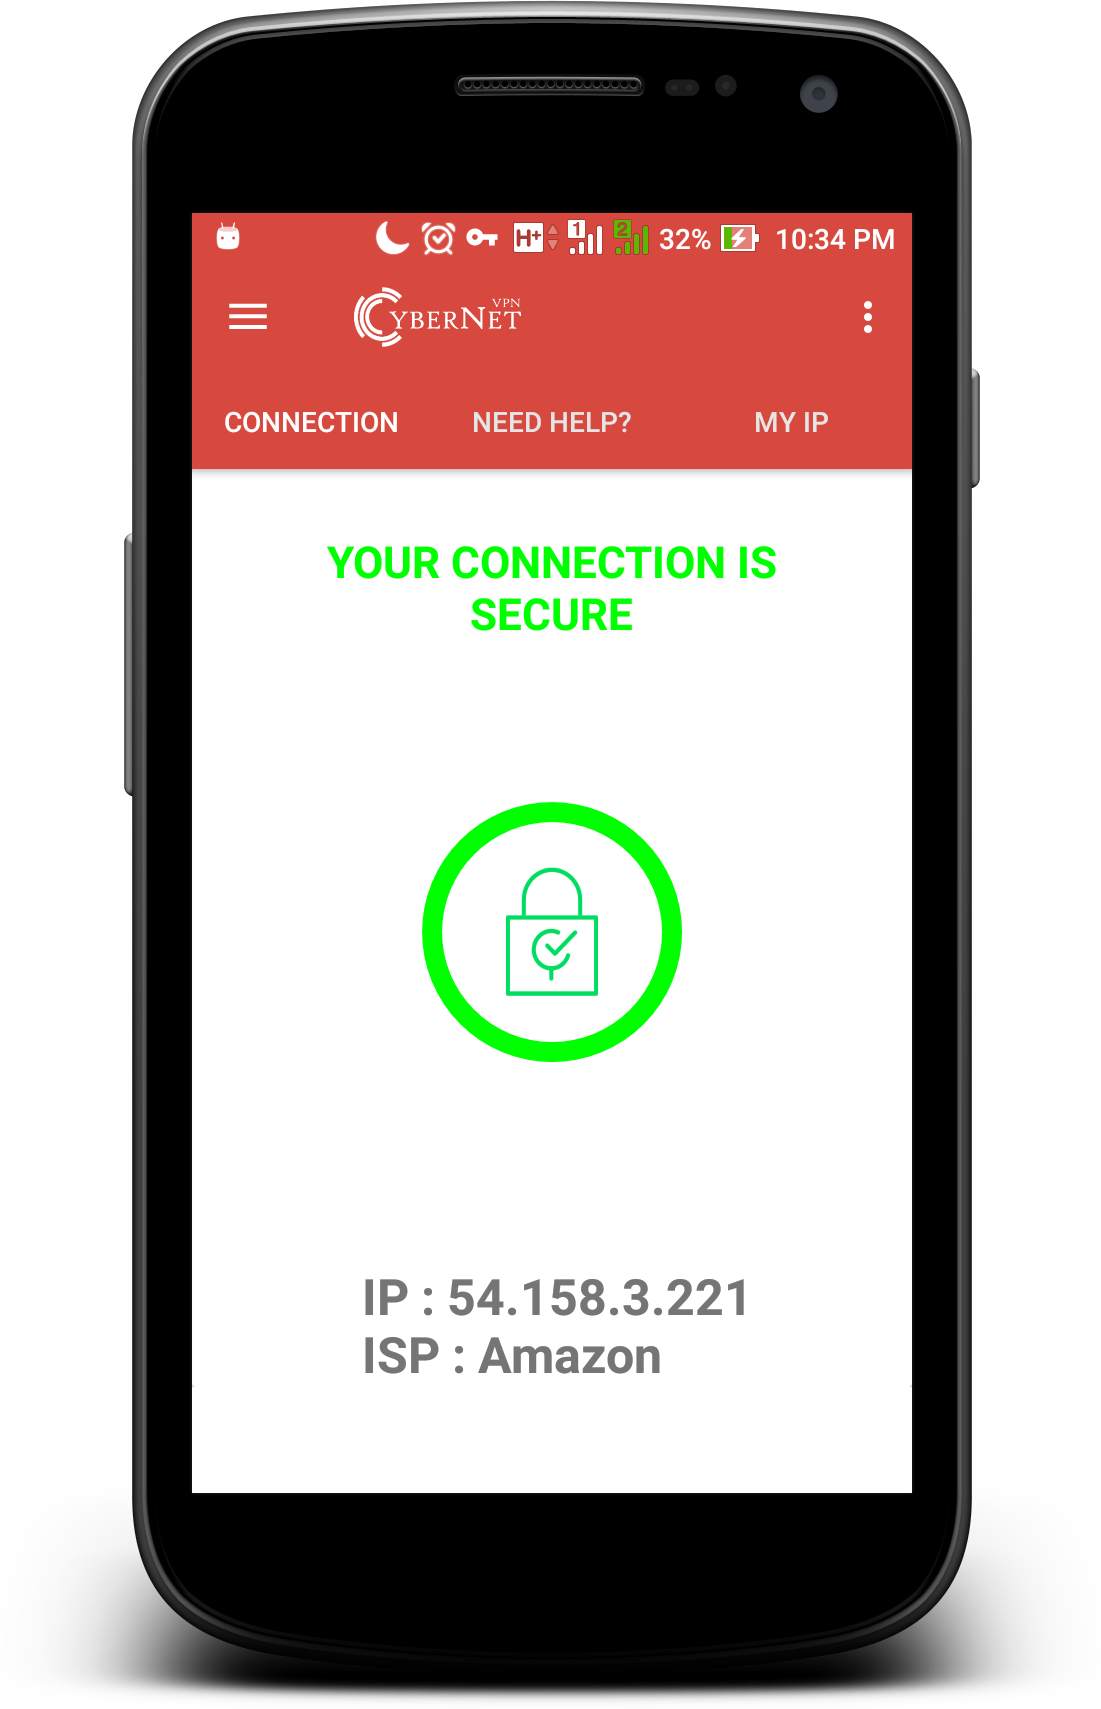 H+ 1 2 32% 10:34 PM
CYBERNET VPN
CONNECTION NEED HELP? MY IP
YOUR CONNECTION IS
SECURE
IP : 54.158.3.221
ISP : Amazon